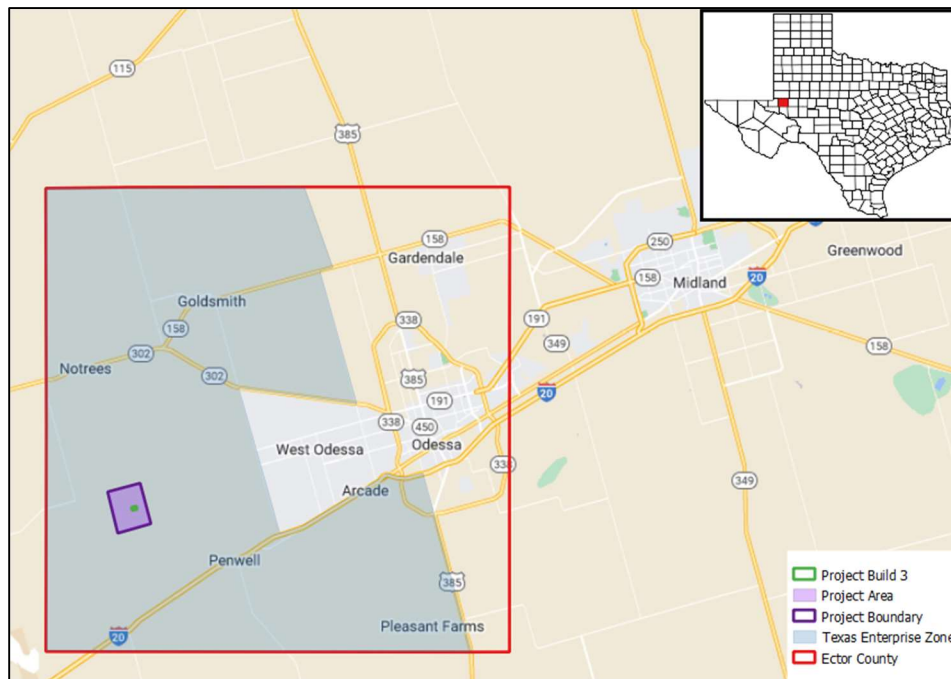 115
385
158
Gardendale
250
158
Midland
Greenwood
20
Goldsmith
158
338
191
349
302
Notrees
302
385
191
20
158
338
450
West Odessa
Odessa
338
Arcade
349
Penwell
385
Pleasant Farms
20
Project Build 3
Project Area
Project Boundary
Texas Enterprise Zone
Ector County